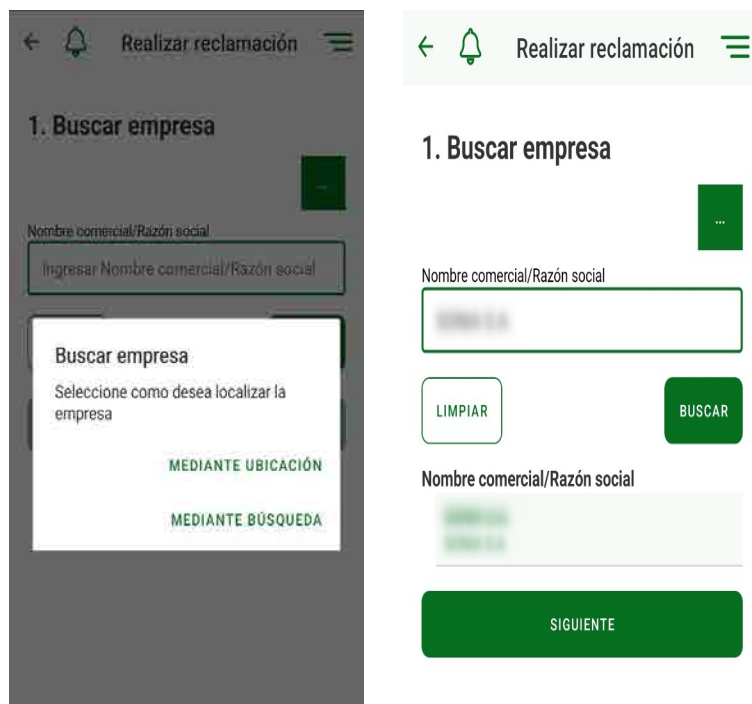 Realizar reclamación
1. Buscar empresa
...
Nombre comercial/Razón social
Ingresar Nombre comercial/Razón social
Buscar empresa
Seleccione como desea localizar la
empresa
MEDIANTE UBICACIÓN
MEDIANTE BÚSQUEDA
Realizar reclamación
1. Buscar empresa
...
Nombre comercial/Razón social
LIMPIAR
BUSCAR
Nombre comercial/Razón social
SIGUIENTE